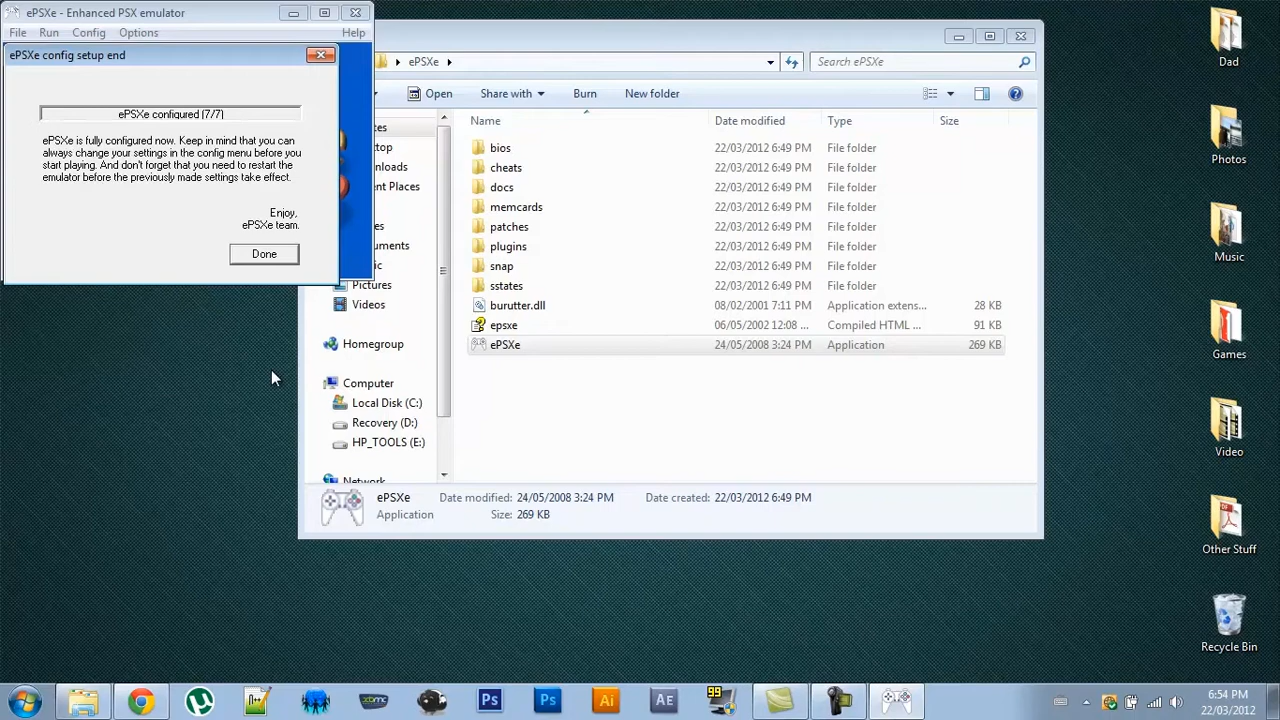 ePSXe - Enhanced PSX emulator
File Run Config Options Help
ePSXe config setup end
ePSXe configured (7/7)
ePSXe is fully configured now. Keep in mind that you can
always change your settings in the config menu before you
start playing. And don't forget that you need to restart the
emulator before the previously made settings take effect.
Enjoy,
ePSXe team.
Done
ePSXe
Search ePSXe
Open Share with Burn New folder
Name Date modified Type Size
bios 22/03/2012 6:49 PM File folder
cheats 22/03/2012 6:49 PM File folder
docs 22/03/2012 6:49 PM File folder
memcards 22/03/2012 6:49 PM File folder
patches 22/03/2012 6:49 PM File folder
plugins 22/03/2012 6:49 PM File folder
snap 22/03/2012 6:49 PM File folder
sstates 22/03/2012 6:49 PM File folder
burutter.dll 08/02/2001 7:11 PM Application extens... 28 KB
epsxe 06/05/2002 12:08 ... Compiled HTML ... 91 KB
ePSXe 24/05/2008 3:24 PM Application 269 KB
Pictures
Videos
Homegroup
Computer
Local Disk (C:)
Recovery (D:)
HP_TOOLS (E:)
Network
ePSXe Date modified: 24/05/2008 3:24 PM Date created: 22/03/2012 6:49 PM
Application Size: 269 KB
Dad
Photos
Music
Games
Video
Other Stuff
Recycle Bin
xbmc
Ps
Ps
Ai
AE
99
6:54 PM
22/03/2012